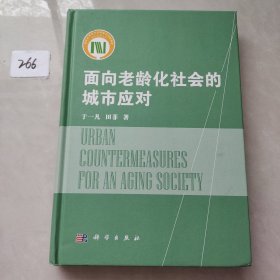 266
面向老龄化社会的
城市应对
于一凡 田菲 著
URBAN
COUNTERMEASURES
FOR AN AGING SOCIETY
科学出版社